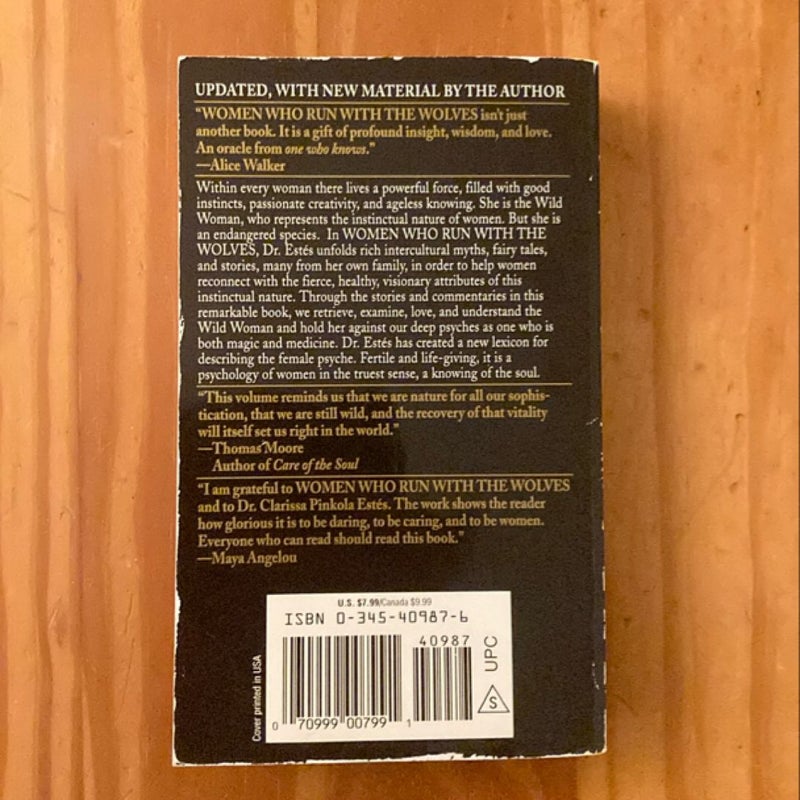 UPDATED, WITH NEW MATERIAL BY THE AUTHOR
“WOMEN WHO RUN WITH THE WOLVES isn’t just
another book. It is a gift of profound insight, wisdom, and love.
An oracle from one who knows.”
—Alice Walker
Within every woman there lives a powerful force, filled with good
instincts, passionate creativity, and ageless knowing. She is the Wild
Woman, who represents the instinctual nature of women. But she is
an endangered species. In WOMEN WHO RUN WITH THE
WOLVES, Dr. Estés unfolds rich intercultural myths, fairy tales,
and stories, many from her own family, in order to help women
reconnect with the fierce, healthy, visionary attributes of this
instinctual nature. Through the stories and commentaries in this
remarkable book, we retrieve, examine, love, and understand the
Wild Woman and hold her against our deep psyches as one who is
both magic and medicine. Dr. Estés has created a new lexicon for
describing the female psyche. Fertile and life-giving, it is a
psychology of women in the truest sense, a knowing of the soul.
“This volume reminds us that we are nature for all our sophis-
tication, that we are still wild, and the recovery of that vitality
will itself set us right in the world.”
—Thomas Moore
Author of Care of the Soul
“I am grateful to WOMEN WHO RUN WITH THE WOLVES
and to Dr. Clarissa Pinkola Estés. The work shows the reader
how glorious it is to be daring, to be caring, and to be women.
Everyone who can read should read this book.”
—Maya Angelou
U.S. $7.99/Canada $9.99
ISBN 0-345-40987-6
40987
0 70999 00799 1
UPC
S
Cover printed in USA